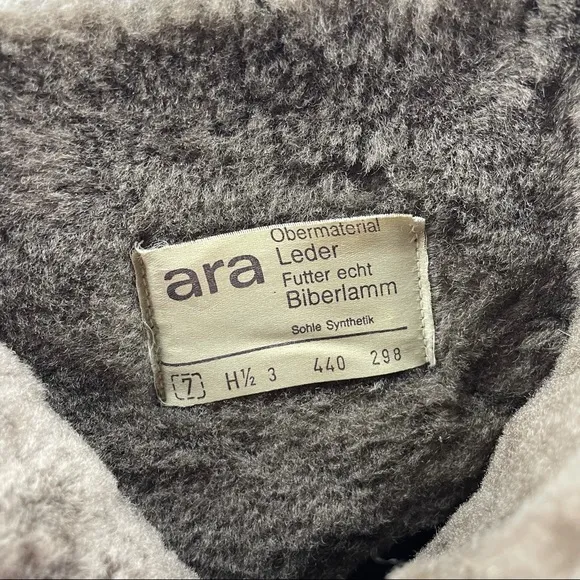 ara
Obermaterial
Leder
Futter echt
Biberlamm
Sohle Synthetik
[7] H½ 3 440 298